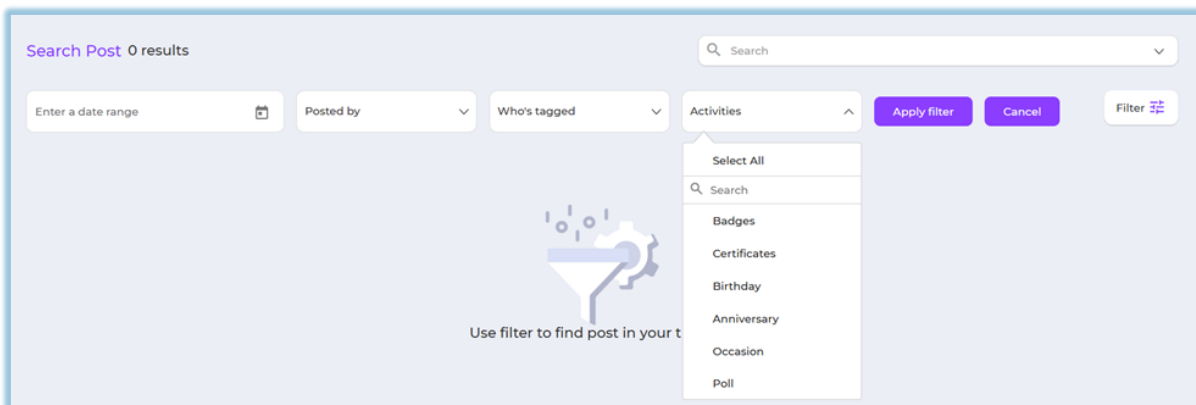 Search Post 0 results
Search
Enter a date range
Posted by
Who's tagged
Activities
Apply filter
Cancel
Filter
Select All
Search
Badges
Certificates
Birthday
Anniversary
Occasion
Poll
Use filter to find post in your t